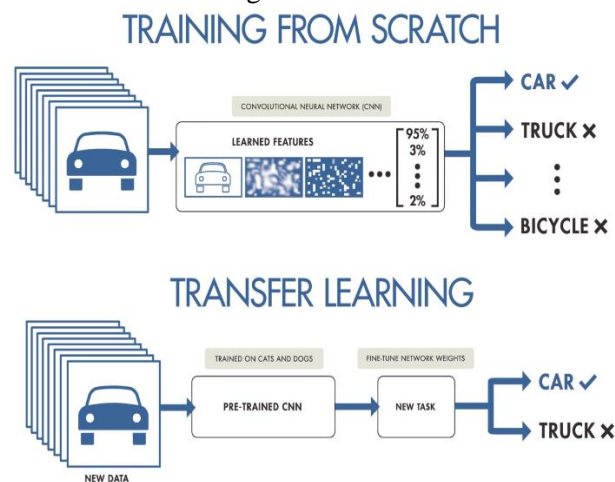 TRAINING FROM SCRATCH
CONVOLUTIONAL NEURAL NETWORK (CNN)
LEARNED FEATURES
95%
3%
2%
CAR ✓
TRUCK ✕
BICYCLE ✕
TRANSFER LEARNING
TRAINED ON CATS AND DOGS
FINE-TUNE NETWORK WEIGHTS
PRE-TRAINED CNN
NEW TASK
CAR ✓
TRUCK ✕
NEW DATA